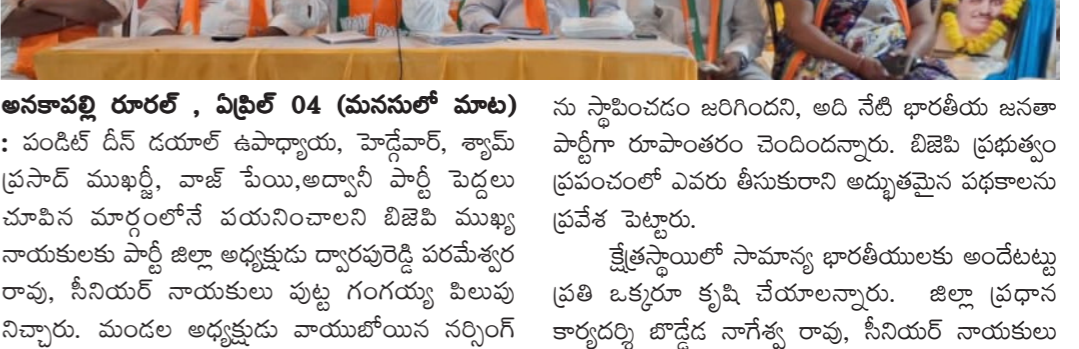 అనకాపల్లి రూరల్ , ఏప్రిల్ 04 (మనసులో మాట)
: పండిట్ దీన్ డయాల్ ఉపాధ్యాయ, హెడ్గేవార్, శ్యామ్
ప్రసాద్ ముఖర్జీ, వాజ్ పేయి,అద్వానీ పార్టీ పెద్దలు
చూపిన మార్గంలోనే పయనించాలని బిజెపి ముఖ్య
నాయకులకు పార్టీ జిల్లా అధ్యక్షుడు ద్వారపురెడ్డి పరమేశ్వర
రావు, సీనియర్ నాయకులు పుట్ట గంగయ్య పిలుపు
నిచ్చారు. మండల అధ్యక్షుడు వాయుబోయిన నర్సింగ్
ను స్థాపించడం జరిగిందని, అది నేటి భారతీయ జనతా
పార్టీగా రూపాంతరం చెందిందన్నారు. బిజెపి ప్రభుత్వం
ప్రపంచంలో ఎవరు తీసుకురాని అద్భుతమైన పథకాలను
ప్రవేశ పెట్టారు.
క్షేత్రస్థాయిలో సామాన్య భారతీయులకు అందేటట్టు
ప్రతి ఒక్కరూ కృషి చేయాలన్నారు. జిల్లా ప్రధాన
కార్యదర్శి బొడ్డేడ నాగేశ్వ రావు, సీనియర్ నాయకులు